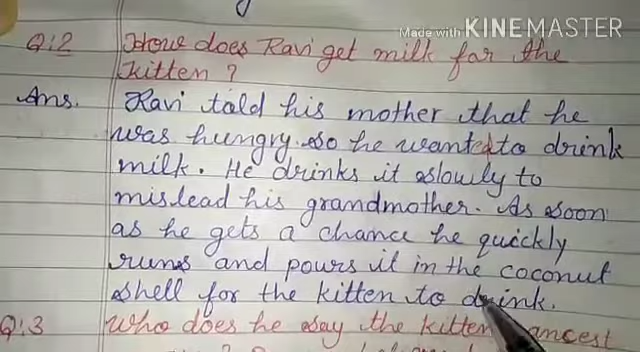 Made with KINEMASTER
Q:2 How does Ravi get milk for the
kitten ?
Ans. Ravi told his mother that he
was hungry so he wanted to drink
milk. He drinks it slowly to
mislead his grandmother. As soon
as he gets a chance he quickly
runs and pours it in the coconut
shell for the kitten to drink.
Q:3 Who does he say the kitten's ancest